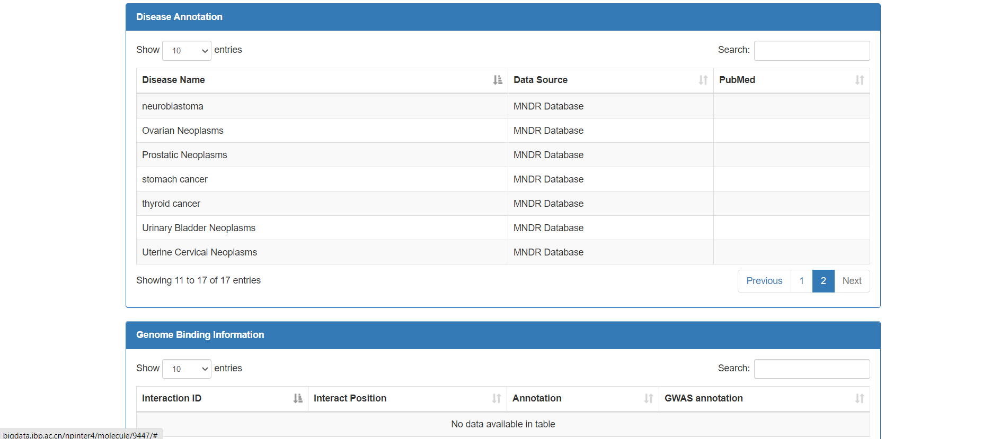 Disease Annotation
Show 10 entries Search:
Disease Name Data Source PubMed
neuroblastoma MNDR Database
Ovarian Neoplasms MNDR Database
Prostatic Neoplasms MNDR Database
stomach cancer MNDR Database
thyroid cancer MNDR Database
Urinary Bladder Neoplasms MNDR Database
Uterine Cervical Neoplasms MNDR Database
Showing 11 to 17 of 17 entries Previous 1 2 Next
Genome Binding Information
Show 10 entries Search:
Interaction ID Interact Position Annotation GWAS annotation
No data available in table
bigdata.ibp.ac.cn/npinter4/molecule/9447/#